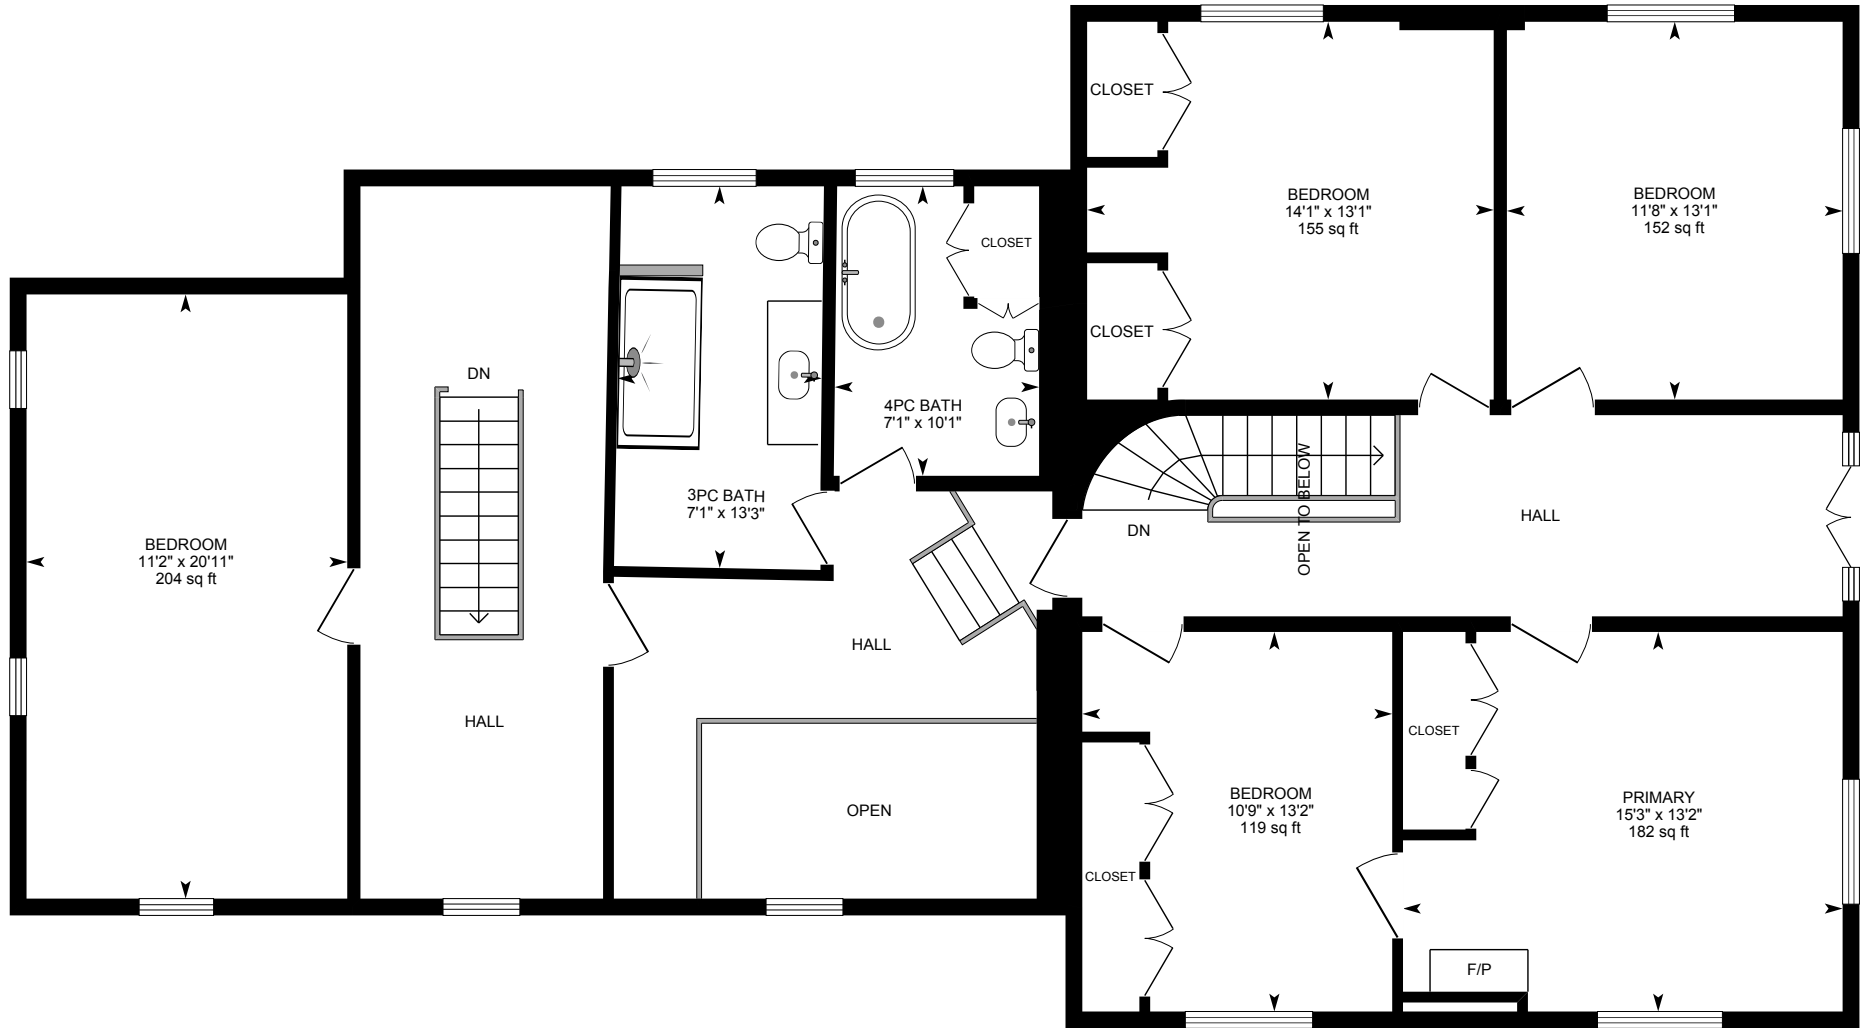 CLOSET
BEDROOM
14'1" x 13'1"
155 sq ft
BEDROOM
11'8" x 13'1"
152 sq ft
CLOSET
CLOSET
DN
4PC BATH
7'1" x 10'1"
3PC BATH
7'1" x 13'3"
DN
OPEN TO BELOW
HALL
BEDROOM
11'2" x 20'11"
204 sq ft
HALL
HALL
CLOSET
OPEN
BEDROOM
10'9" x 13'2"
119 sq ft
PRIMARY
15'3" x 13'2"
182 sq ft
CLOSET
F/P